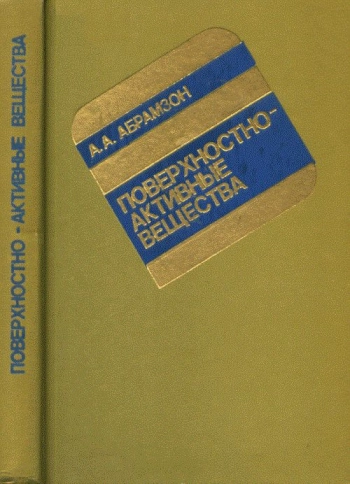 ПОВЕРХНОСТНО - АКТИВНЫЕ ВЕЩЕСТВА
А.А. АБРАМЗОН
ПОВЕРХНОСТНО-
АКТИВНЫЕ
ВЕЩЕСТВА